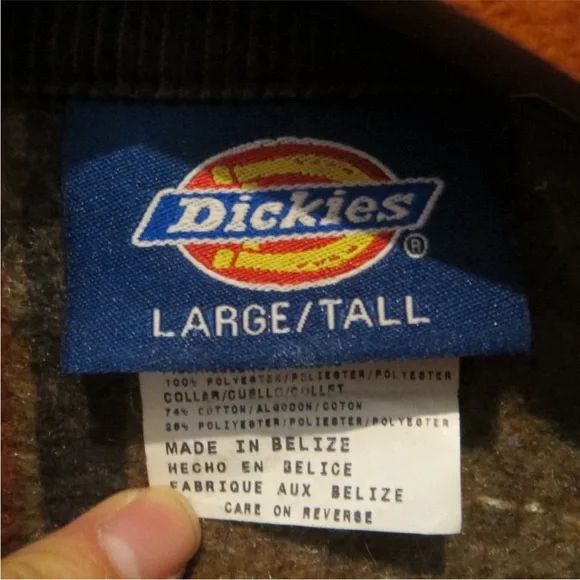 Dickies®
LARGE/TALL
100% POLYESTER/POLIESTER/POLYESTER
COLLAR/CUELLO/COLLET
74% COTTON/ALGODON/COTON
26% POLYESTER/POLIESTER/POLYESTER
MADE IN BELIZE
HECHO EN BELICE
FABRIQUE AUX BELIZE
CARE ON REVERSE